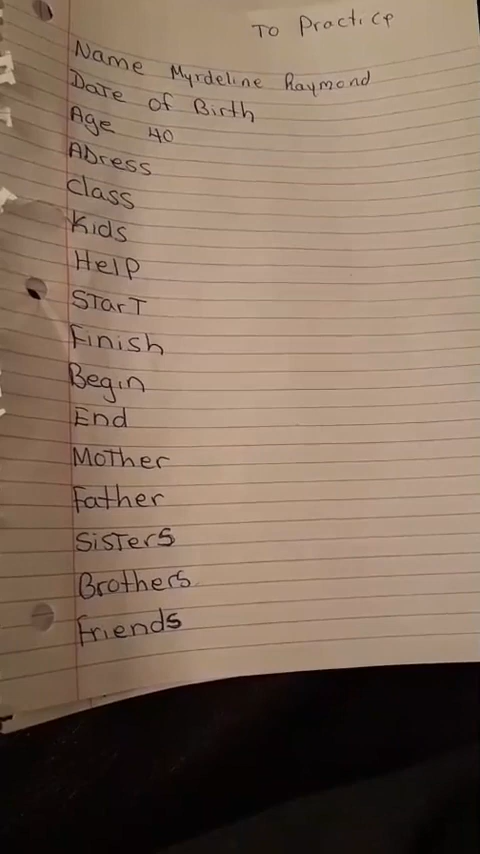 To Practice
Name Myrdeline Raymond
Date of Birth
Age 40
ADress
Class
Kids
Help
StarT
Finish
Begin
End
MoTher
Father
SisTers
Brothers
Friends